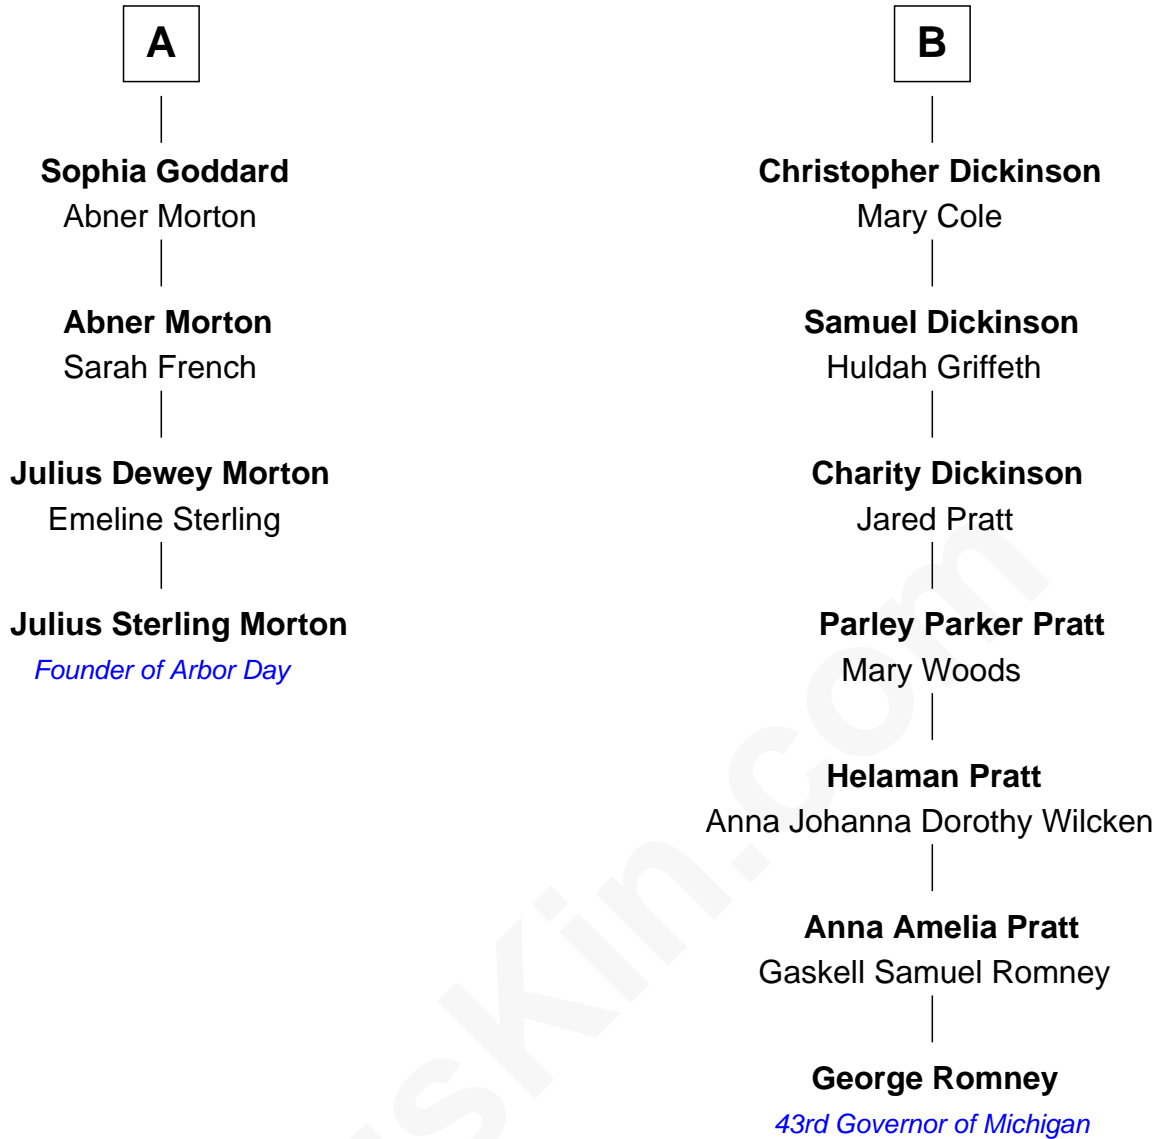 A
Sophia Goddard
Abner Morton
Abner Morton
Sarah French
Julius Dewey Morton
Emeline Sterling
Julius Sterling Morton
Founder of Arbor Day
B
Christopher Dickinson
Mary Cole
Samuel Dickinson
Huldah Griffeth
Charity Dickinson
Jared Pratt
Parley Parker Pratt
Mary Woods
Helaman Pratt
Anna Johanna Dorothy Wilcken
Anna Amelia Pratt
Gaskell Samuel Romney
George Romney
43rd Governor of Michigan
usKin.com